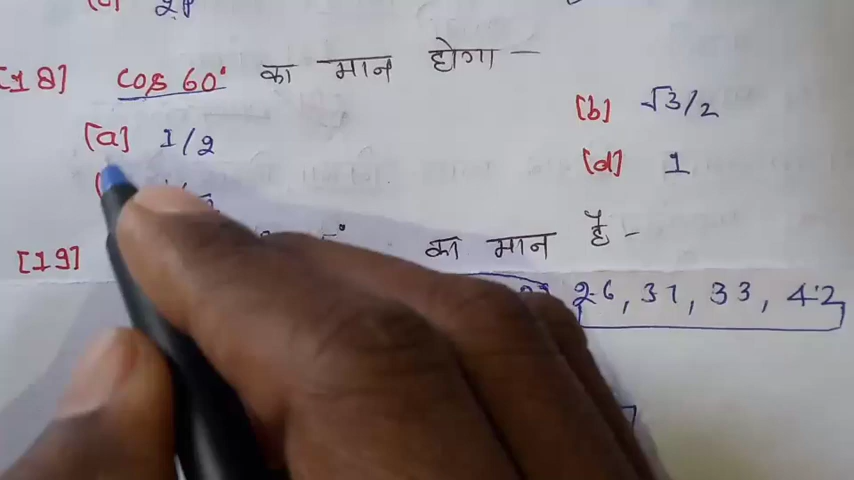 [18] cos 60° का मान होगा -
[a] 1/2 [b] √3/2
[d] 1
[19] का मान है -
26, 31, 33, 42